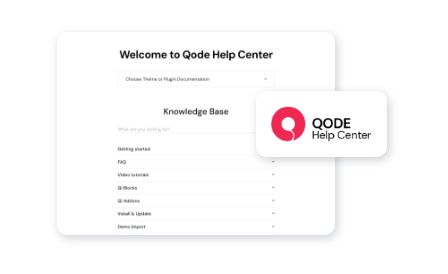 Welcome to Qode Help Center
Choose Theme or Plugin Documentation
Knowledge Base
What are you looking for?
Getting started
FAQ
Video tutorials
Qi Blocks
Qi Addons
Install & Update
Demo Import
QODE
Help Center